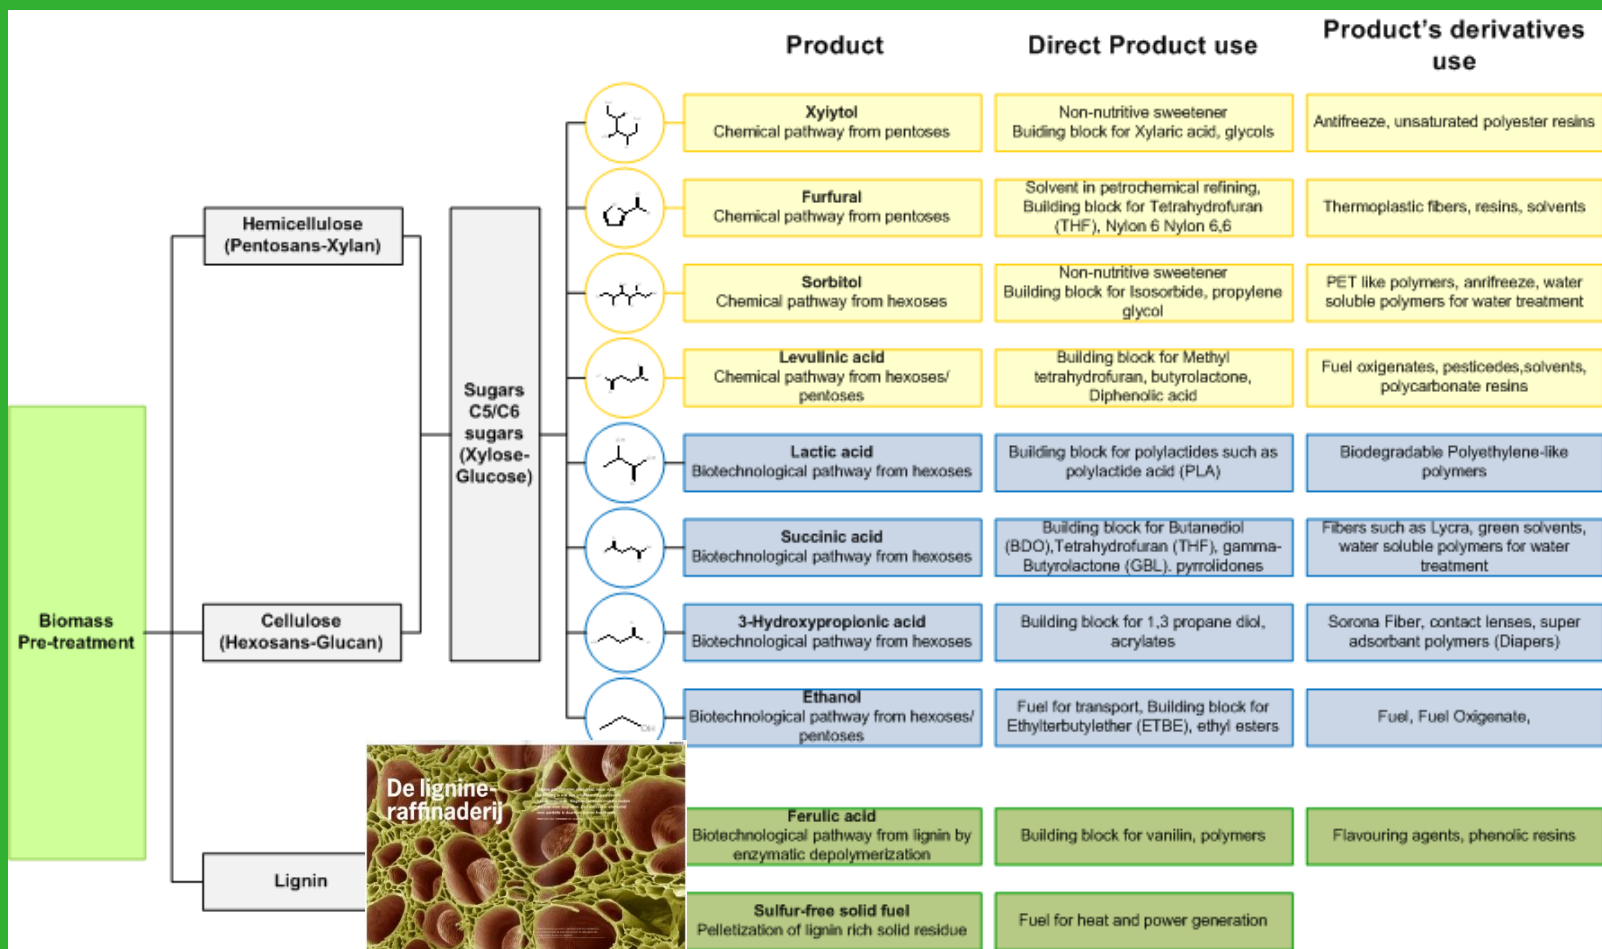 Product
Direct Product use
Product's derivatives
use
Xyiytol
Chemical pathway from pentoses
Non-nutritive sweetener
Buiding block for Xylaric acid, glycols
Antifreeze, unsaturated polyester resins
Furfural
Chemical pathway from pentoses
Solvent in petrochemical refining,
Building block for Tetrahydrofuran
(THF), Nylon 6 Nylon 6,6
Thermoplastic fibers, resins, solvents
Hemicellulose
(Pentosans-Xylan)
Sorbitol
Chemical pathway from hexoses
Non-nutritive sweetener
Building block for Isosorbide, propylene
glycol
PET like polymers, anrifreeze, water
soluble polymers for water treatment
Levulinic acid
Chemical pathway from hexoses/
pentoses
Building block for Methyl
tetrahydrofuran, butyrolactone,
Diphenolic acid
Fuel oxigenates, pesticedes,solvents,
polycarbonate resins
Sugars
C5/C6
sugars
(Xylose-
Glucose)
Lactic acid
Biotechnological pathway from hexoses
Building block for polylactides such as
polylactide acid (PLA)
Biodegradable Polyethylene-like
polymers
Succinic acid
Biotechnological pathway from hexoses
Building block for Butanediol
(BDO),Tetrahydrofuran (THF), gamma-
Butyrolactone (GBL). pyrrolidones
Fibers such as Lycra, green solvents,
water soluble polymers for water
treatment
Biomass
Pre-treatment
Cellulose
(Hexosans-Glucan)
3-Hydroxypropionic acid
Biotechnological pathway from hexoses
Building block for 1,3 propane diol,
acrylates
Sorona Fiber, contact lenses, super
adsorbant polymers (Diapers)
Ethanol
Biotechnological pathway from hexoses/
pentoses
Fuel for transport, Building block for
Ethylterbutylether (ETBE), ethyl esters
Fuel, Fuel Oxigenate,
OH
De lignine-
raffinaderij
Lignin
Ferulic acid
Biotechnological pathway from lignin by
enzymatic depolymerization
Building block for vanilin, polymers
Flavouring agents, phenolic resins
Sulfur-free solid fuel
Pelletization of lignin rich solid residue
Fuel for heat and power generation